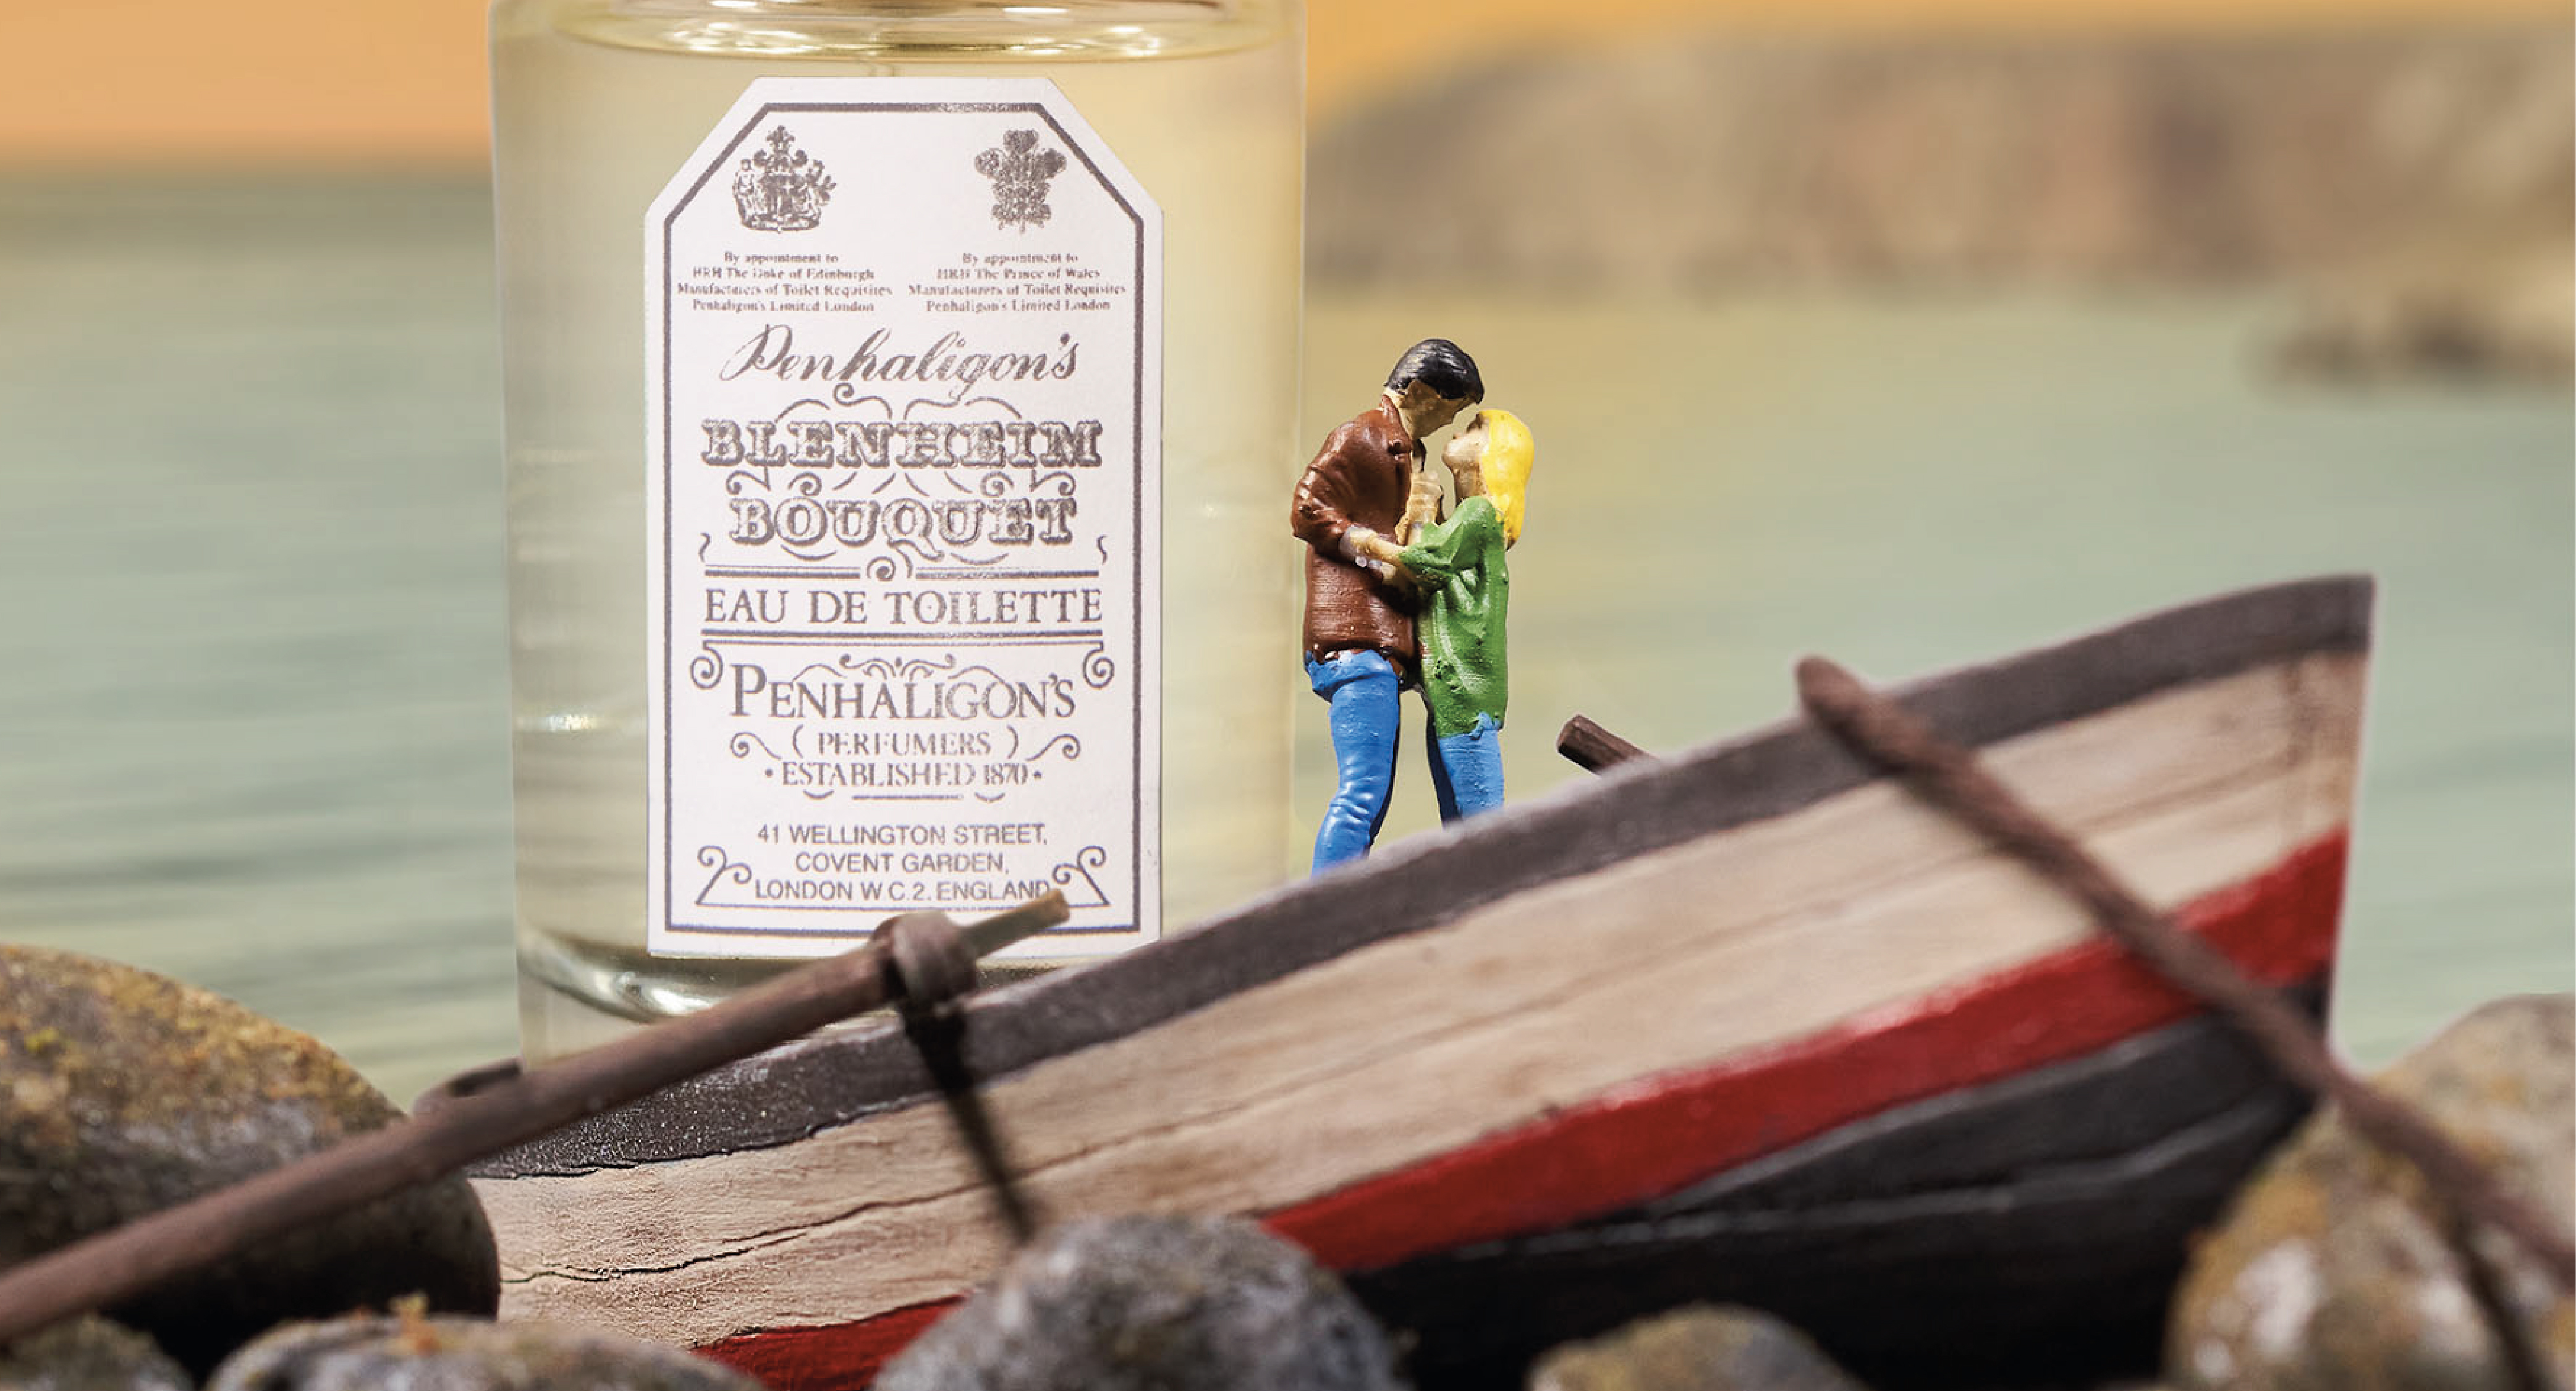 By appointment to
HRH The Duke of Edinburgh
Manufacturers of Toilet Requisites
Penhaligon's Limited London
By appointment to
HRH The Prince of Wales
Manufacturers of Toilet Requisites
Penhaligon's Limited London
Penhaligon's
BLENHEIM
BOUQUET
EAU DE TOILETTE
PENHALIGON'S
( PERFUMERS )
• ESTABLISHED 1870 •
41 WELLINGTON STREET,
COVENT GARDEN,
LONDON W.C.2. ENGLAND